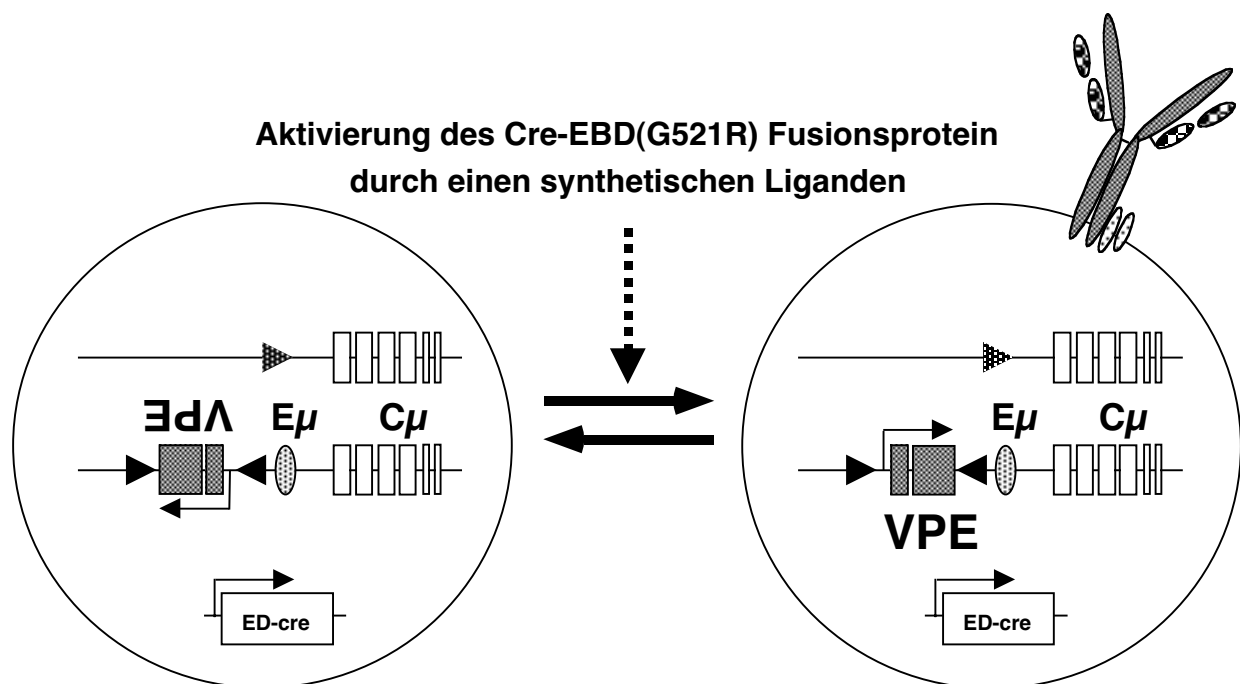 Aktivierung des Cre-EBD(G521R) Fusionsprotein
durch einen synthetischen Liganden
VPE Eµ Cµ
ED-cre
Eµ Cµ
VPE
ED-cre